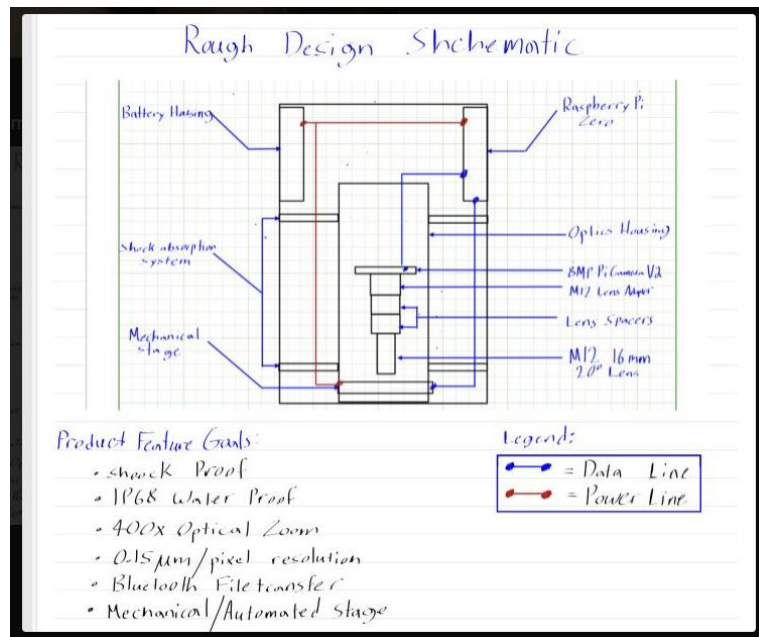 Rough Design Shchematic
Battery Housing
Raspberry Pi
Zero
Shock absorption
system
Optics Housing
8MP Pi Camera V2
M12 Lens Adapter
Lens Spacers
Mechanical
stage
M12 16mm
20° Lens
Product Feature Goals:
• shock Proof
• IP68 Water Proof
• 400x Optical Zoom
• 0.15 µm/pixel resolution
• Bluetooth File transfer
• Mechanical/Automated Stage
Legend:
= Data Line
= Power Line